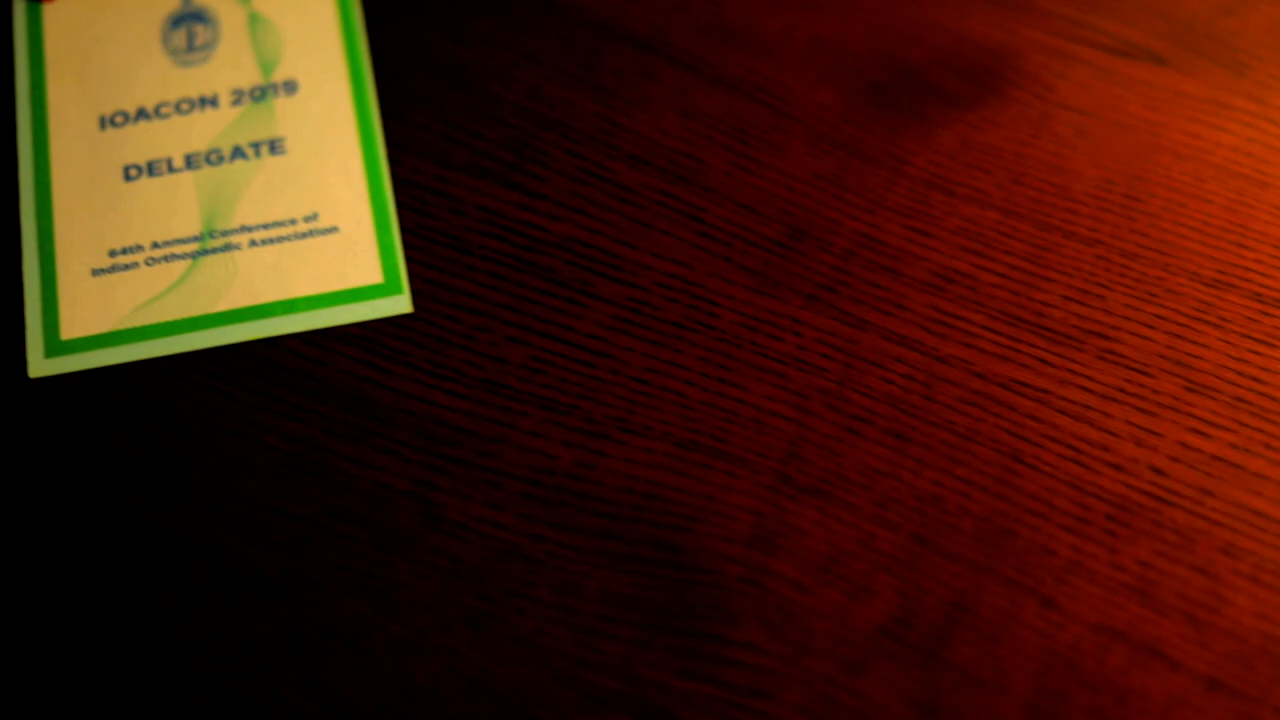 IOACON 2019
DELEGATE
64th Annual Conference of
Indian Orthopaedic Association